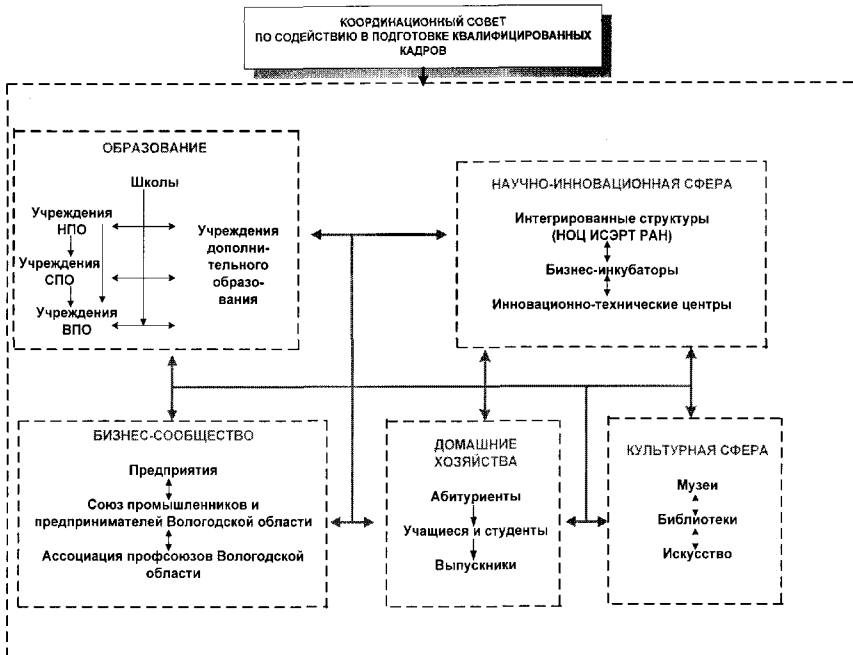 КООРДИНАЦИОННЫЙ СОВЕТ
ПО СОДЕЙСТВИЮ В ПОДГОТОВКЕ КВАЛИФИЦИРОВАННЫХ
КАДРОВ
ОБРАЗОВАНИЕ
Школы
Учреждения
НПО
Учреждения
СПО
Учреждения
ВПО
Учреждения
дополни-
тельного
образо-
вания
НАУЧНО-ИННОВАЦИОННАЯ СФЕРА
Интегрированные структуры
(НОЦ ИСЭРТ РАН)
Бизнес-инкубаторы
Инновационно-технические центры
БИЗНЕС-СООБЩЕСТВО
Предприятия
Союз промышленников и
предпринимателей Вологодской области
Ассоциация профсоюзов Вологодской
области
ДОМАШНИЕ
ХОЗЯЙСТВА
Абитуриенты
Учащиеся и студенты
Выпускники
КУЛЬТУРНАЯ СФЕРА
Музеи
Библиотеки
Искусство